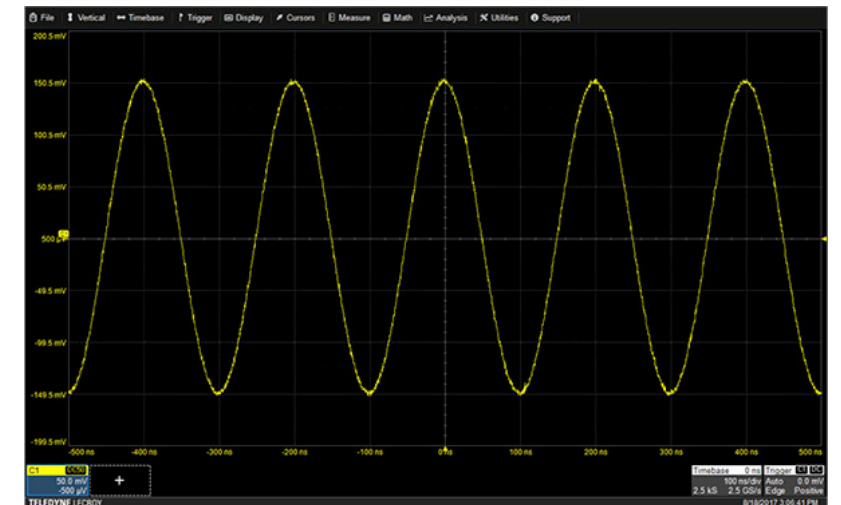 File Vertical Timebase Trigger Display Cursors Measure Math Analysis Utilities Support
200.5 mV
150.5 mV
100.5 mV
50.5 mV
500 µV
C1
-49.5 mV
-99.5 mV
-149.5 mV
-199.5 mV
-500 ns -400 ns -300 ns -200 ns -100 ns 0 ns 100 ns 200 ns 300 ns 400 ns 500 ns
C1 DC50
50.0 mV
-500 µV
+
Timebase 0 ns
100 ns/div
2.5 kS 2.5 GS/s
Trigger C1 DC
Auto 0.0 mV
Edge Positive
TELEDYNE LECROY
8/18/2017 3:06:41 PM